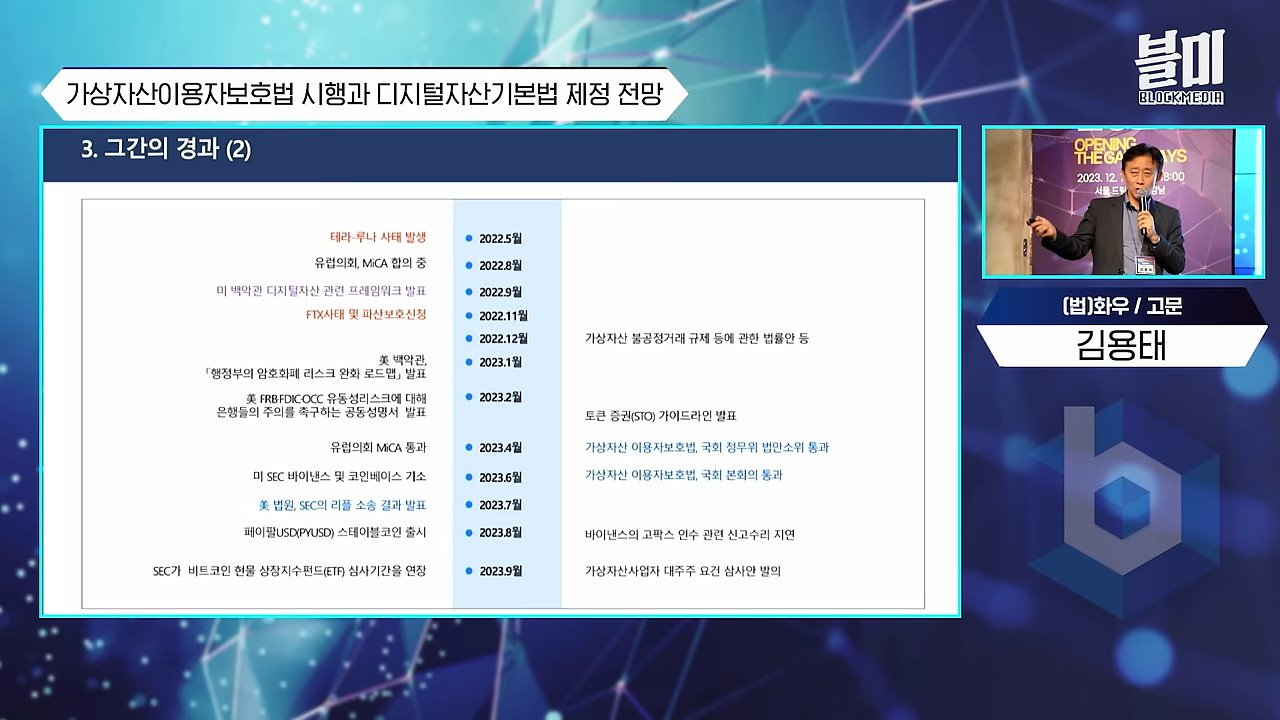 블미
BLOCKMEDIA
가상자산이용자보호법 시행과 디지털자산기본법 제정 전망
3. 그간의 경과 (2)
테라-루나 사태 발생
2022.5월
유럽의회, MiCA 합의 중
2022.8월
미 백악관 디지털자산 관련 프레임워크 발표
2022.9월
FTX사태 및 파산보호신청
2022.11월
2022.12월
가상자산 불공정거래 규제 등에 관한 법률안 등
美 백악관,
「행정부의 암호화폐 리스크 완화 로드맵」 발표
2023.1월
美 FRB·FDIC·OCC 유동성리스크에 대해
은행들의 주의를 촉구하는 공동성명서 발표
2023.2월
토큰 증권(STO) 가이드라인 발표
유럽의회 MiCA 통과
2023.4월
가상자산 이용자보호법, 국회 정무위 법안소위 통과
미 SEC 바이낸스 및 코인베이스 기소
2023.6월
가상자산 이용자보호법, 국회 본회의 통과
美 법원, SEC의 리플 소송 결과 발표
2023.7월
페이팔USD(PYUSD) 스테이블코인 출시
2023.8월
바이낸스의 고팍스 인수 관련 신고수리 지연
SEC가 비트코인 현물 상장지수펀드(ETF) 심사기간을 연장
2023.9월
가상자산사업자 대주주 요건 심사안 발의
OPENING
2023. 12.
8:00
서울
(법)화우 / 고문
김용태